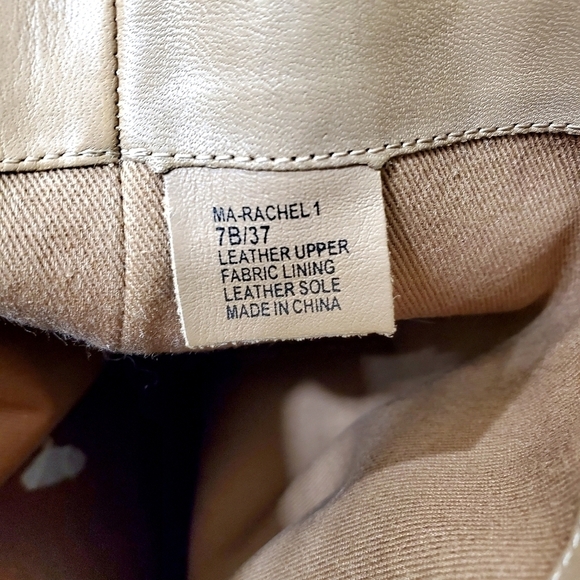 MA-RACHEL 1
7B/37
LEATHER UPPER
FABRIC LINING
LEATHER SOLE
MADE IN CHINA